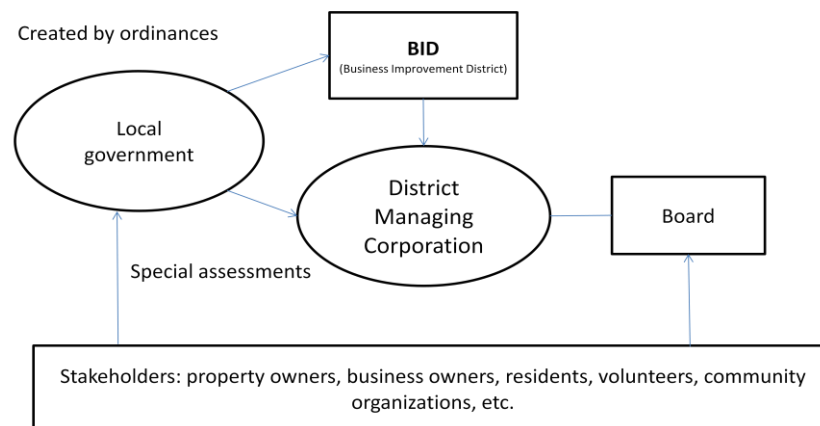 Created by ordinances
BID
(Business Improvement District)
Local
government
District
Managing
Corporation
Board
Special assessments
Stakeholders: property owners, business owners, residents, volunteers, community
organizations, etc.